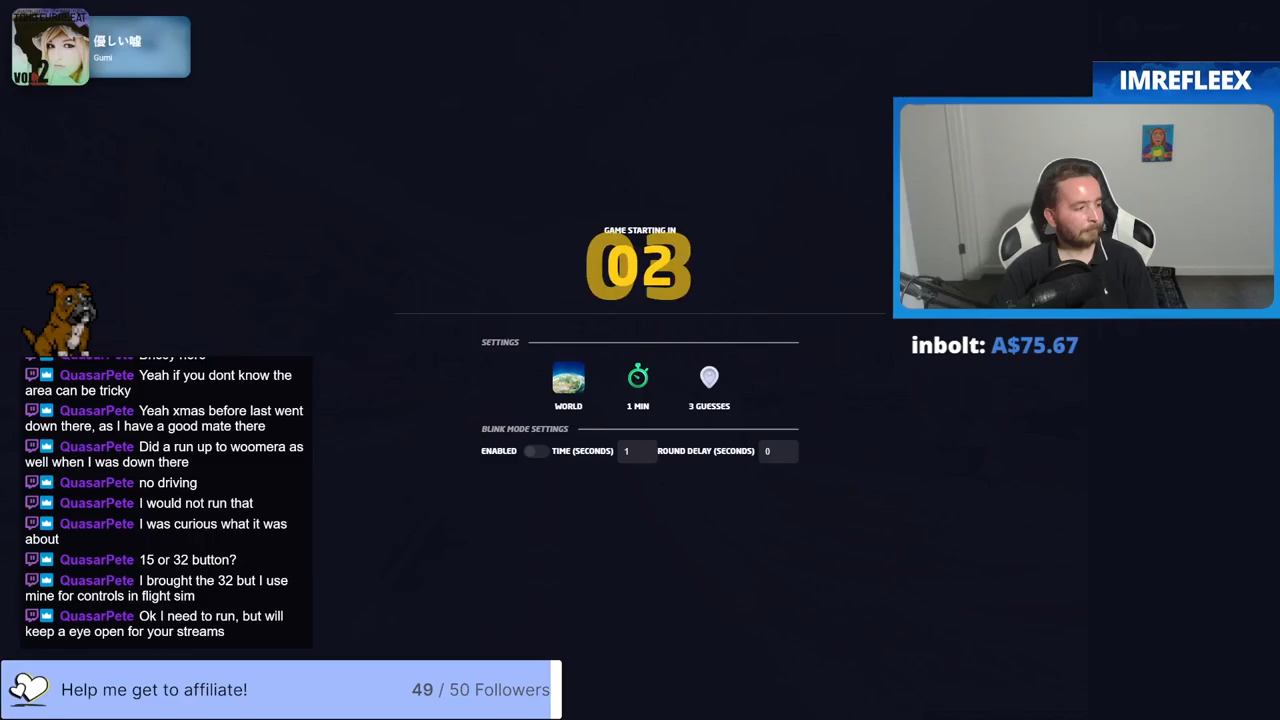 優しい嘘
Gumi
VOL.2
IMREFLEEX
GAME STARTING IN
02
inbolt: A$75.67
SETTINGS
WORLD
1 MIN
3 GUESSES
BLINK MODE SETTINGS
ENABLED TIME (SECONDS) 1 ROUND DELAY (SECONDS) 0
QuasarPete Yeah if you dont know the
area can be tricky
QuasarPete Yeah xmas before last went
down there, as I have a good mate there
QuasarPete Did a run up to woomera as
well when I was down there
QuasarPete no driving
QuasarPete I would not run that
QuasarPete I was curious what it was
about
QuasarPete 15 or 32 button?
QuasarPete I brought the 32 but I use
mine for controls in flight sim
QuasarPete Ok I need to run, but will
keep a eye open for your streams
Help me get to affiliate!
49 / 50 Followers